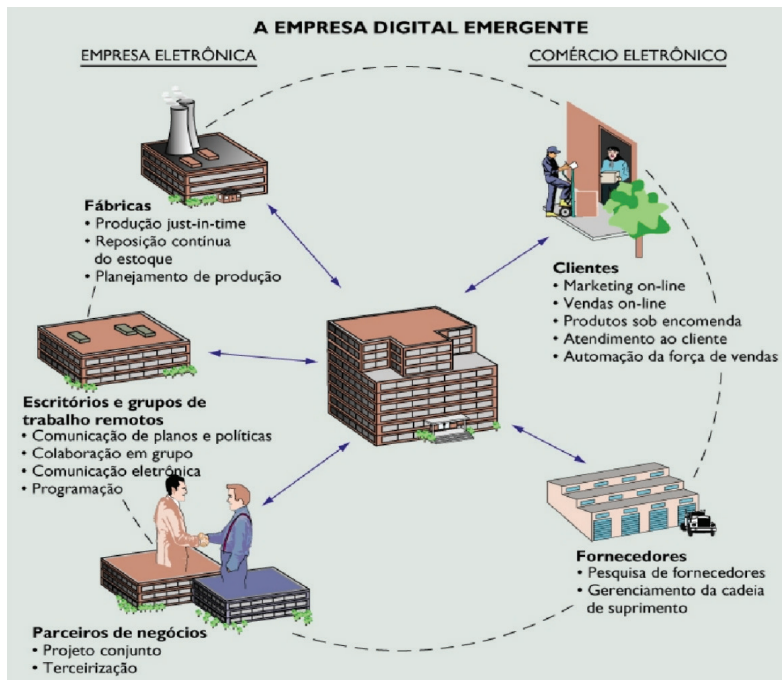 A EMPRESA DIGITAL EMERGENTE
EMPRESA ELETRÔNICA
COMÉRCIO ELETRÔNICO
Fábricas
• Produção just-in-time
• Reposição contínua
do estoque
• Planejamento de produção
Clientes
• Marketing on-line
• Vendas on-line
• Produtos sob encomenda
• Atendimento ao cliente
• Automação da força de vendas
Escritórios e grupos de
trabalho remotos
• Comunicação de planos e políticas
• Colaboração em grupo
• Comunicação eletrônica
• Programação
Fornecedores
• Pesquisa de fornecedores
• Gerenciamento da cadeia
de suprimento
Parceiros de negócios
• Projeto conjunto
• Terceirização